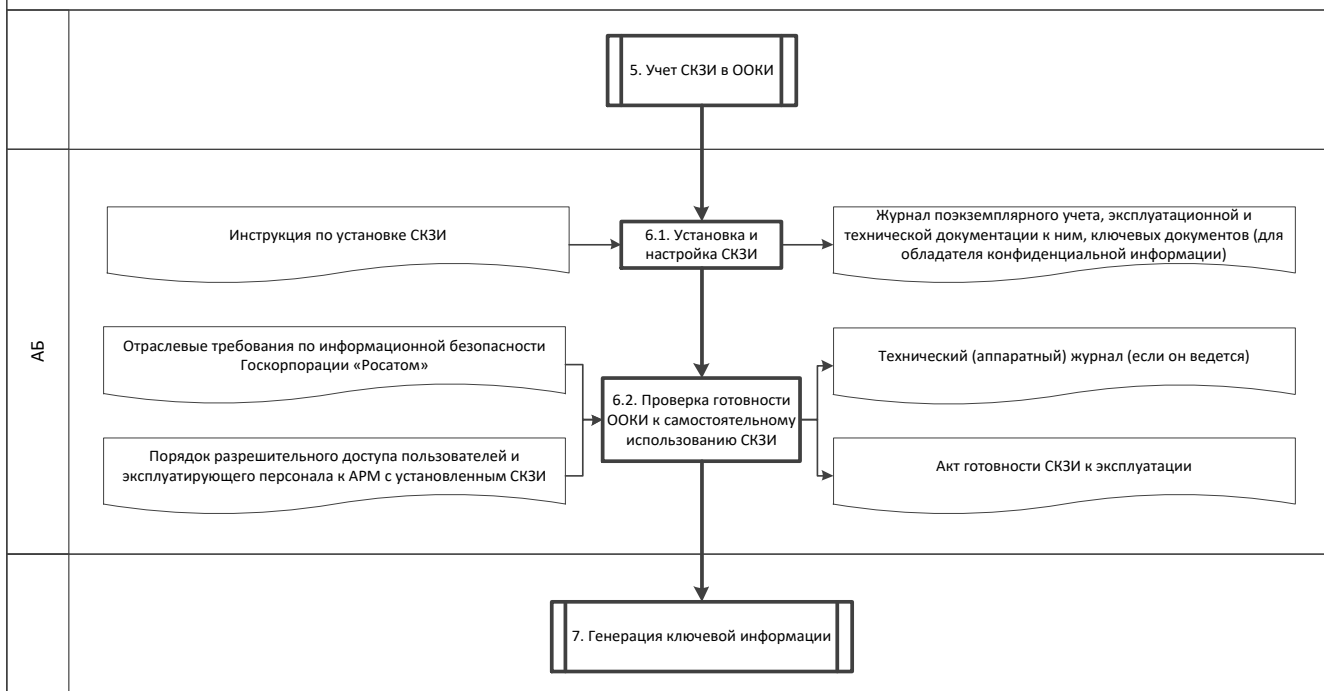 5. Учет СКЗИ в ООКИ
АБ
Инструкция по установке СКЗИ
6.1. Установка и
настройка СКЗИ
Журнал поэкземплярного учета, эксплуатационной и
технической документации к ним, ключевых документов (для
обладателя конфиденциальной информации)
Отраслевые требования по информационной безопасности
Госкорпорации «Росатом»
Порядок разрешительного доступа пользователей и
эксплуатирующего персонала к АРМ с установленным СКЗИ
6.2. Проверка готовности
ООКИ к самостоятельному
использованию СКЗИ
Технический (аппаратный) журнал (если он ведется)
Акт готовности СКЗИ к эксплуатации
7. Генерация ключевой информации